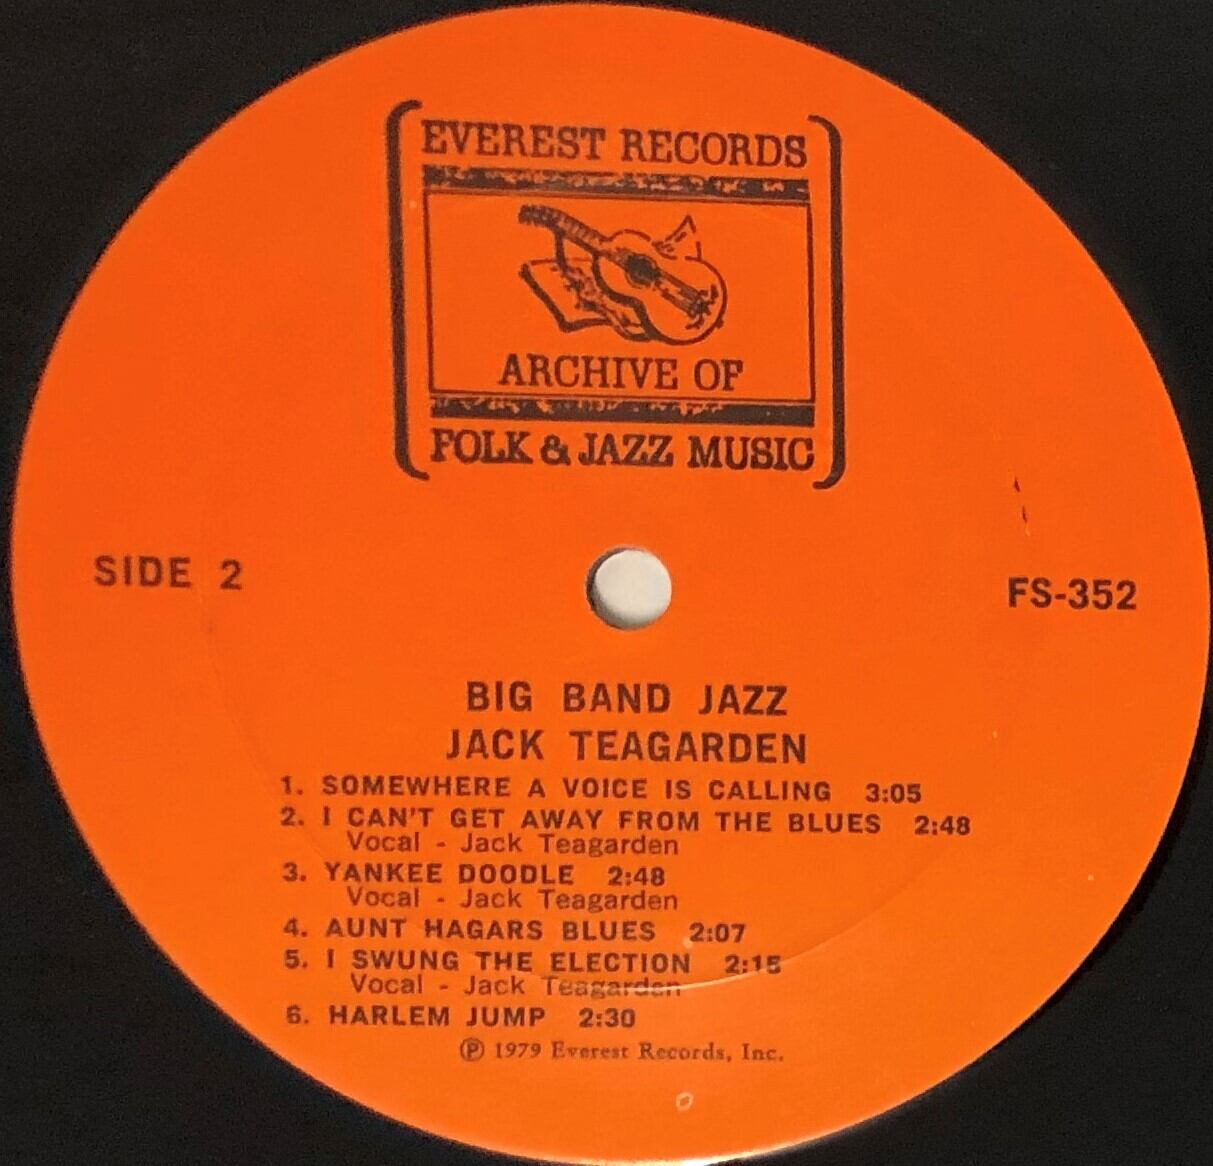 EVEREST RECORDS
ARCHIVE OF
FOLK & JAZZ MUSIC
SIDE 2
FS-352
BIG BAND JAZZ
JACK TEAGARDEN
1. SOMEWHERE A VOICE IS CALLING 3:05
2. I CAN'T GET AWAY FROM THE BLUES 2:48
Vocal - Jack Teagarden
3. YANKEE DOODLE 2:48
Vocal - Jack Teagarden
4. AUNT HAGARS BLUES 2:07
5. I SWUNG THE ELECTION 2:15
Vocal - Jack Teagarden
6. HARLEM JUMP 2:30
℗ 1979 Everest Records, Inc.